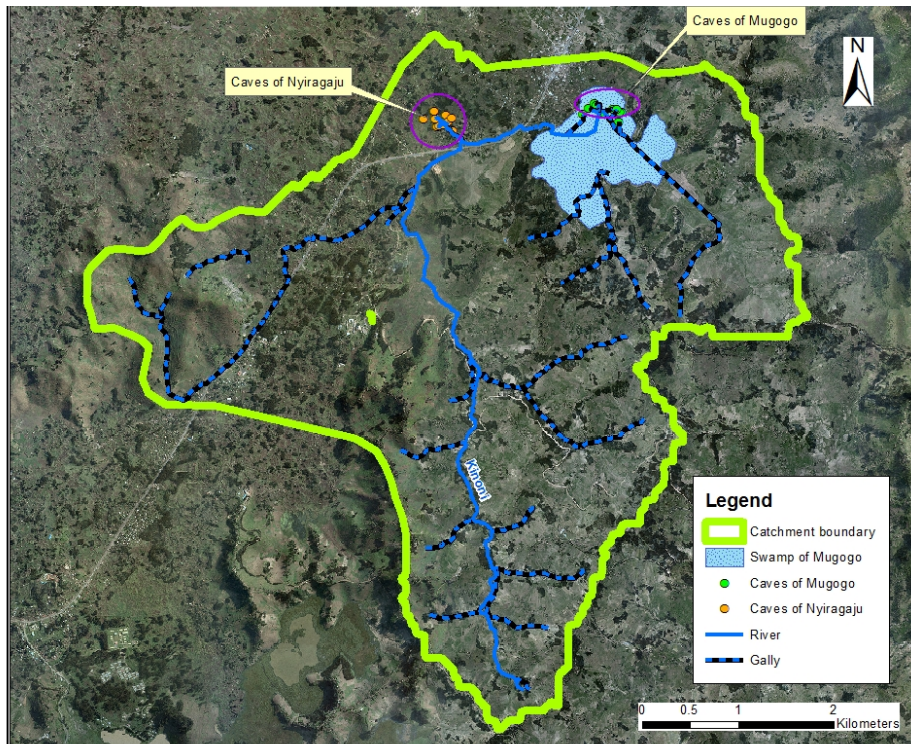 Caves of Mugogo
Caves of Nyiragaju
N
Kinoni
Legend
Catchment boundary
Swamp of Mugogo
Caves of Mugogo
Caves of Nyiragaju
River
Gally
0 0.5 1 2
Kilometers